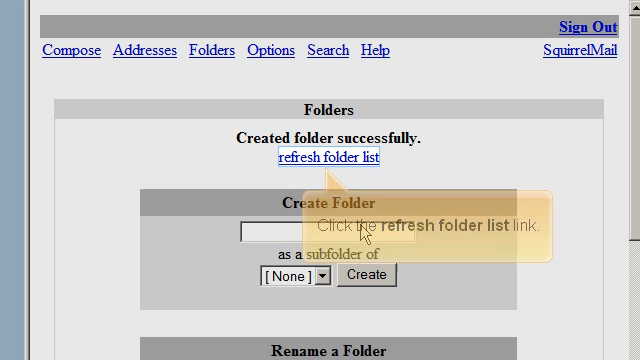 Sign Out
Compose Addresses Folders Options Search Help SquirrelMail
Folders
Created folder successfully.
refresh folder list
Create Folder
Click the refresh folder list link.
as a subfolder of
[ None ] Create
Rename a Folder